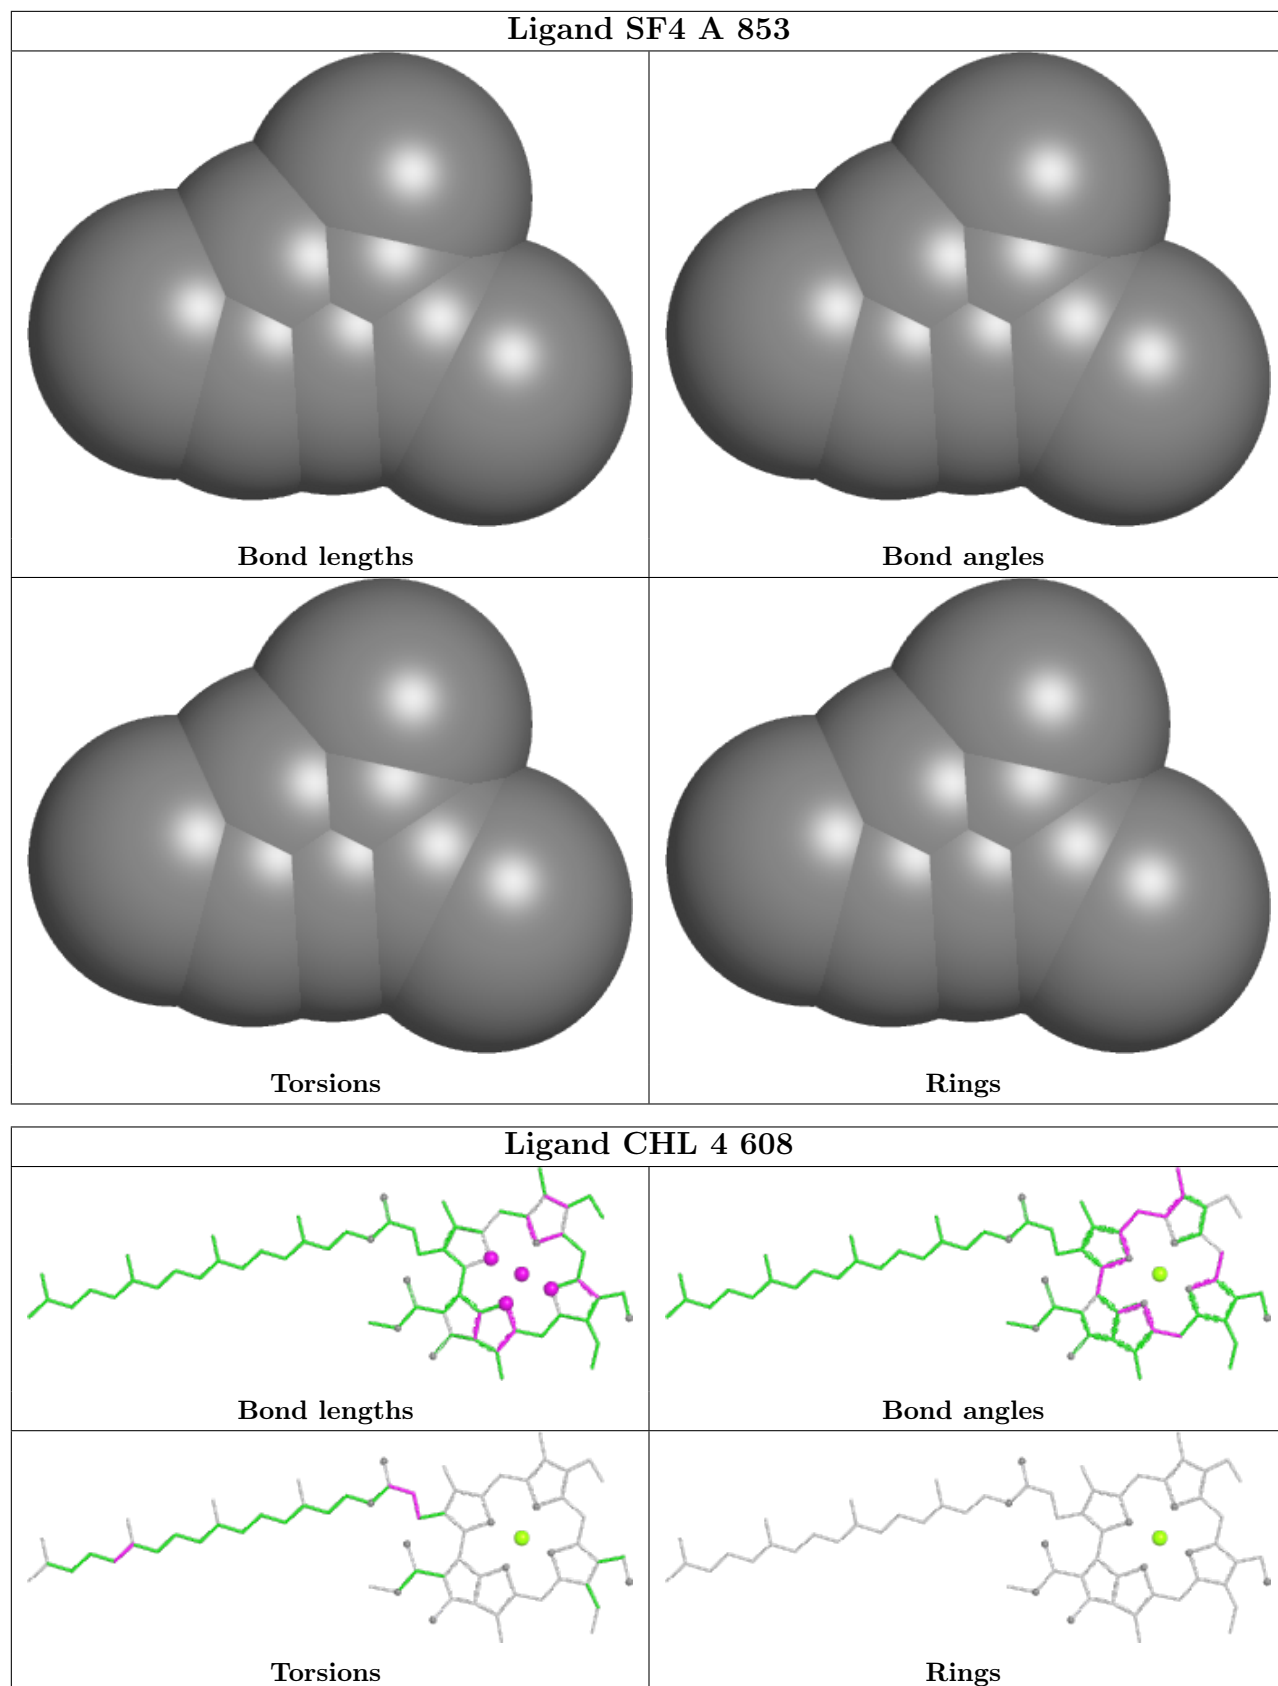 Ligand SF4 A 853
Bond lengths
Bond angles
Torsions
Rings
Ligand CHL 4 608
Bond lengths
Bond angles
Torsions
Rings